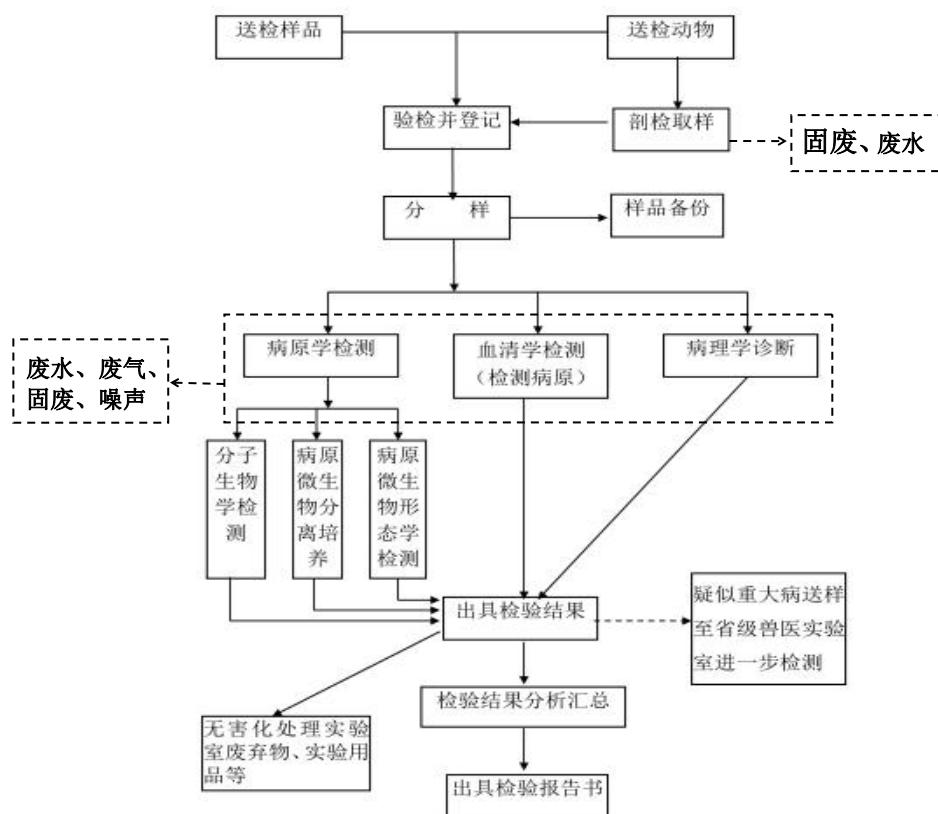 送检样品
送检动物
验检并登记
剖检取样
固废、废水
分 样
样品备份
病原学检测
血清学检测
（检测病原）
病理学诊断
废水、废气、
固废、噪声
分子
生物
学检
测
病原
微生
物分
离培
养
病原
微生
物形
态学
检测
出具检验结果
疑似重大病送样
至省级兽医实验
室进一步检测
检验结果分析汇总
无害化处理实验
室废弃物、实验用
品等
出具检验报告书